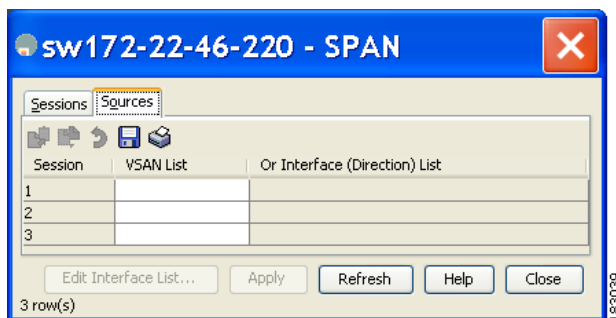 sw172-22-46-220 - SPAN
Sessions Sources
Session VSAN List Or Interface (Direction) List
1
2
3
Edit Interface List... Apply Refresh Help Close
3 row(s)